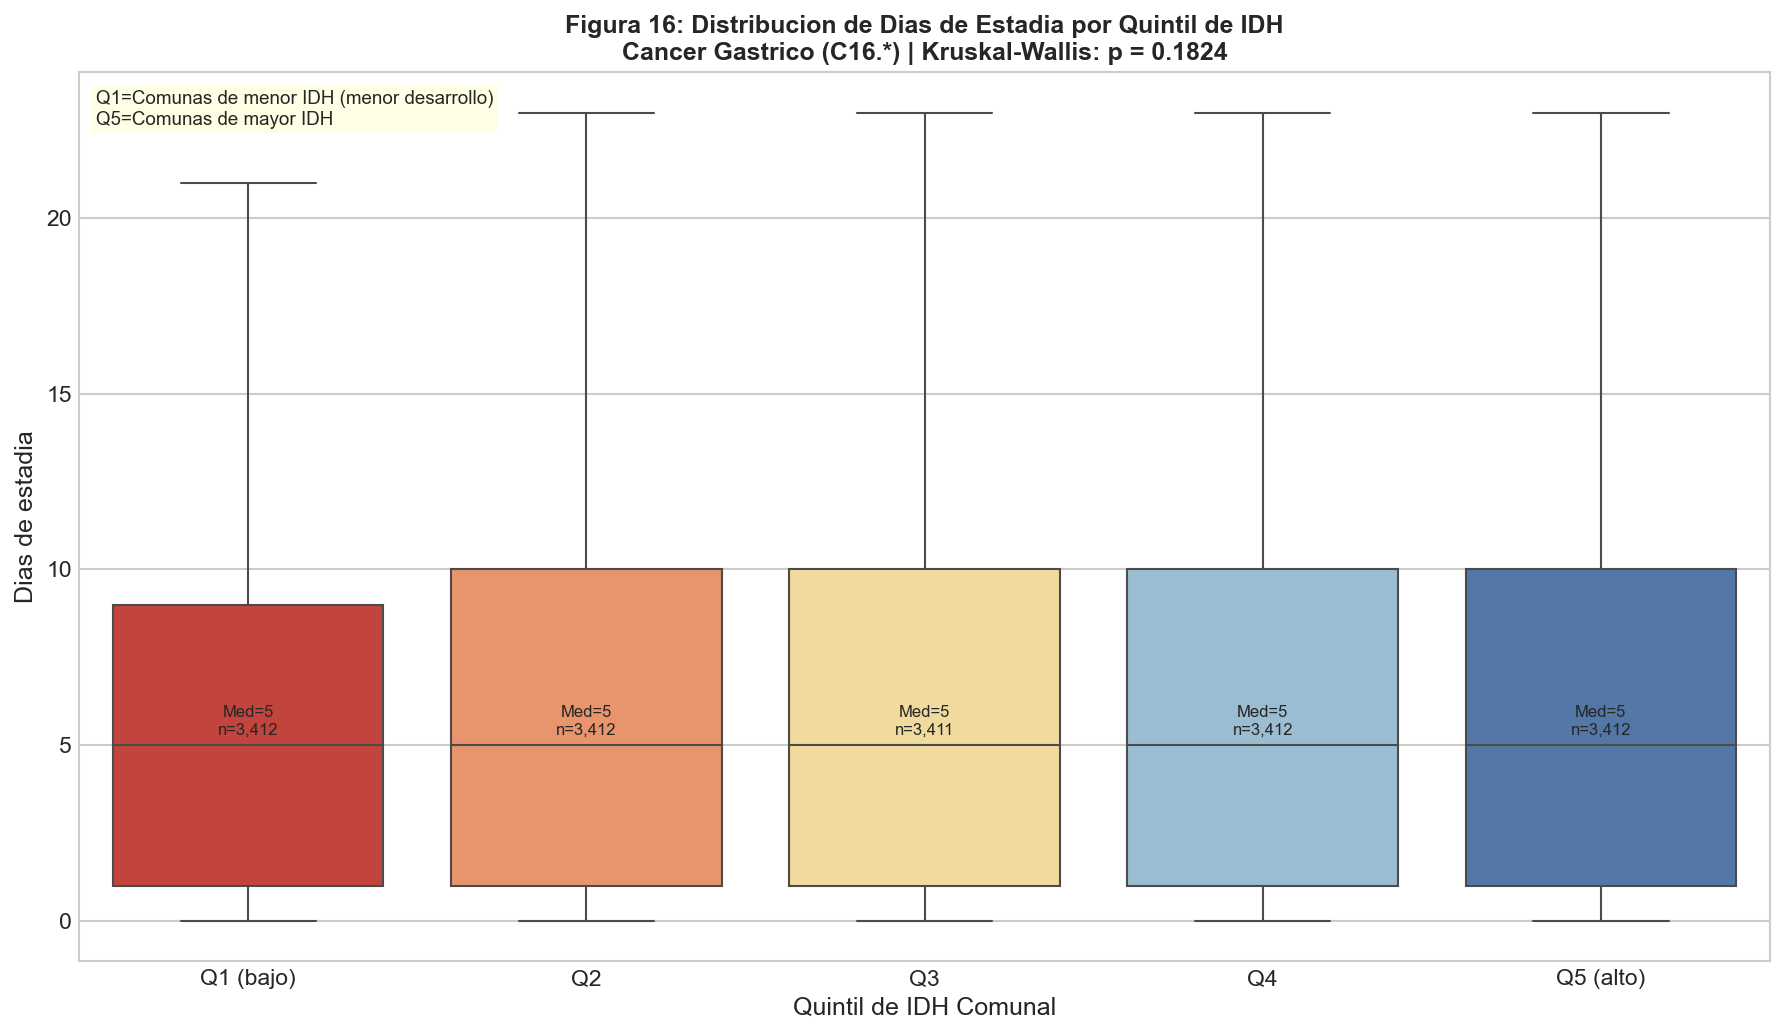 Figura 16: Distribucion de Dias de Estadia por Quintil de IDH
Cancer Gastrico (C16.*) | Kruskal-Wallis: p = 0.1824
Q1=Comunas de menor IDH (menor desarrollo)
Q5=Comunas de mayor IDH
Dias de estadia
20
15
10
5
0
Med=5
n=3,412
Med=5
n=3,412
Med=5
n=3,411
Med=5
n=3,412
Med=5
n=3,412
Q1 (bajo)
Q2
Q3
Q4
Q5 (alto)
Quintil de IDH Comunal